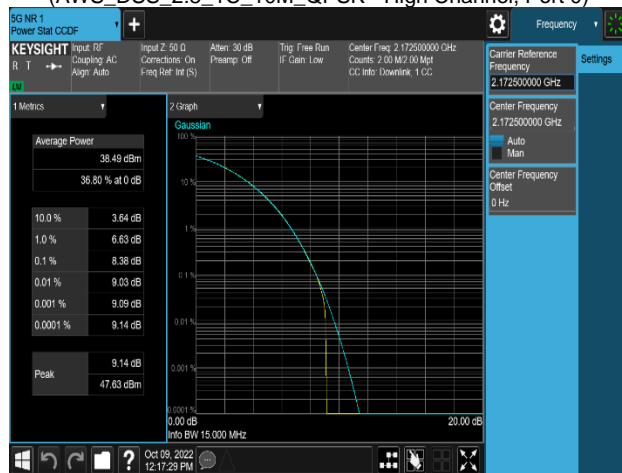 5G NR 1
Power Stat CCDF
+
Frequency
KEYSIGHT
R T
LM
Input: RF
Coupling: AC
Align: Auto
Input Z: 50 Ω
Corrections: On
Freq Ref: Int (S)
Atten: 30 dB
Preamp: Off
Trig: Free Run
IF Gain: Low
Center Freq: 2.172500000 GHz
Counts: 2.00 M/2.00 Mpt
CC Info: Downlink, 1 CC
Carrier Reference
Frequency
2.172500000 GHz
Settings
Center Frequency
2.172500000 GHz
Auto
Man
Center Frequency
Offset
0 Hz
1 Metrics
Average Power
38.49 dBm
36.80 % at 0 dB
10.0 % 3.64 dB
1.0 % 6.63 dB
0.1 % 8.38 dB
0.01 % 9.03 dB
0.001 % 9.09 dB
0.0001 % 9.14 dB
Peak
9.14 dB
47.63 dBm
2 Graph
Gaussian
100 %
10 %
1 %
0.1 %
0.01 %
0.001 %
0.0001 %
0.00 dB
20.00 dB
Info BW 15.000 MHz
?
Oct 09, 2022
12:17:29 PM